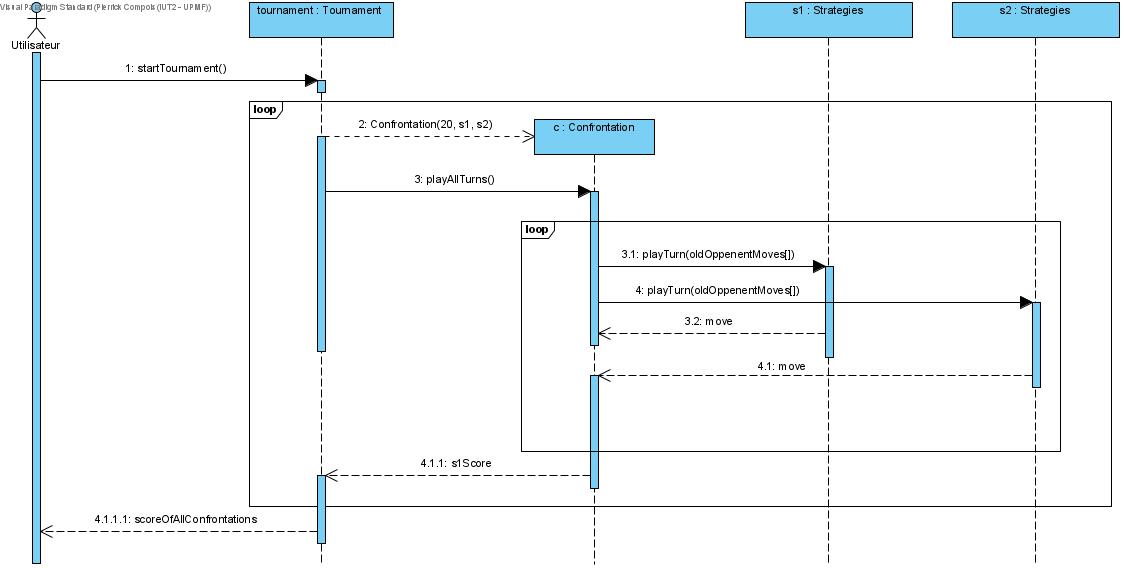 Visual Paradigm Standard (Pierrick Compols (IUT2 - UPMF))
Utilisateur
tournament : Tournament
s1 : Strategies
s2 : Strategies
1: startTournament()
loop
2: Confrontation(20, s1, s2)
c : Confrontation
3: playAllTurns()
loop
3.1: playTurn(oldOppenentMoves[])
4: playTurn(oldOppenentMoves[])
3.2: move
4.1: move
4.1.1: s1Score
4.1.1.1: scoreOfAllConfrontations